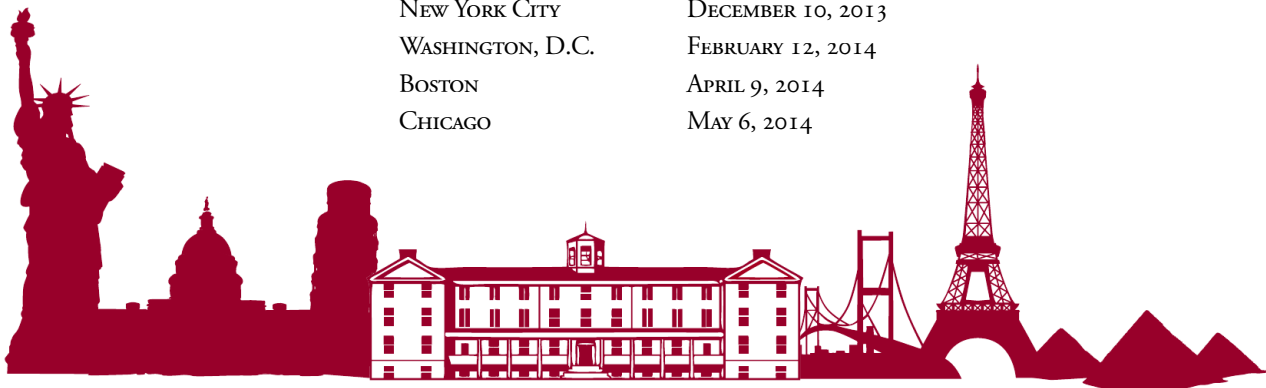 New York City December 10, 2013
Washington, D.C. February 12, 2014
Boston April 9, 2014
Chicago May 6, 2014